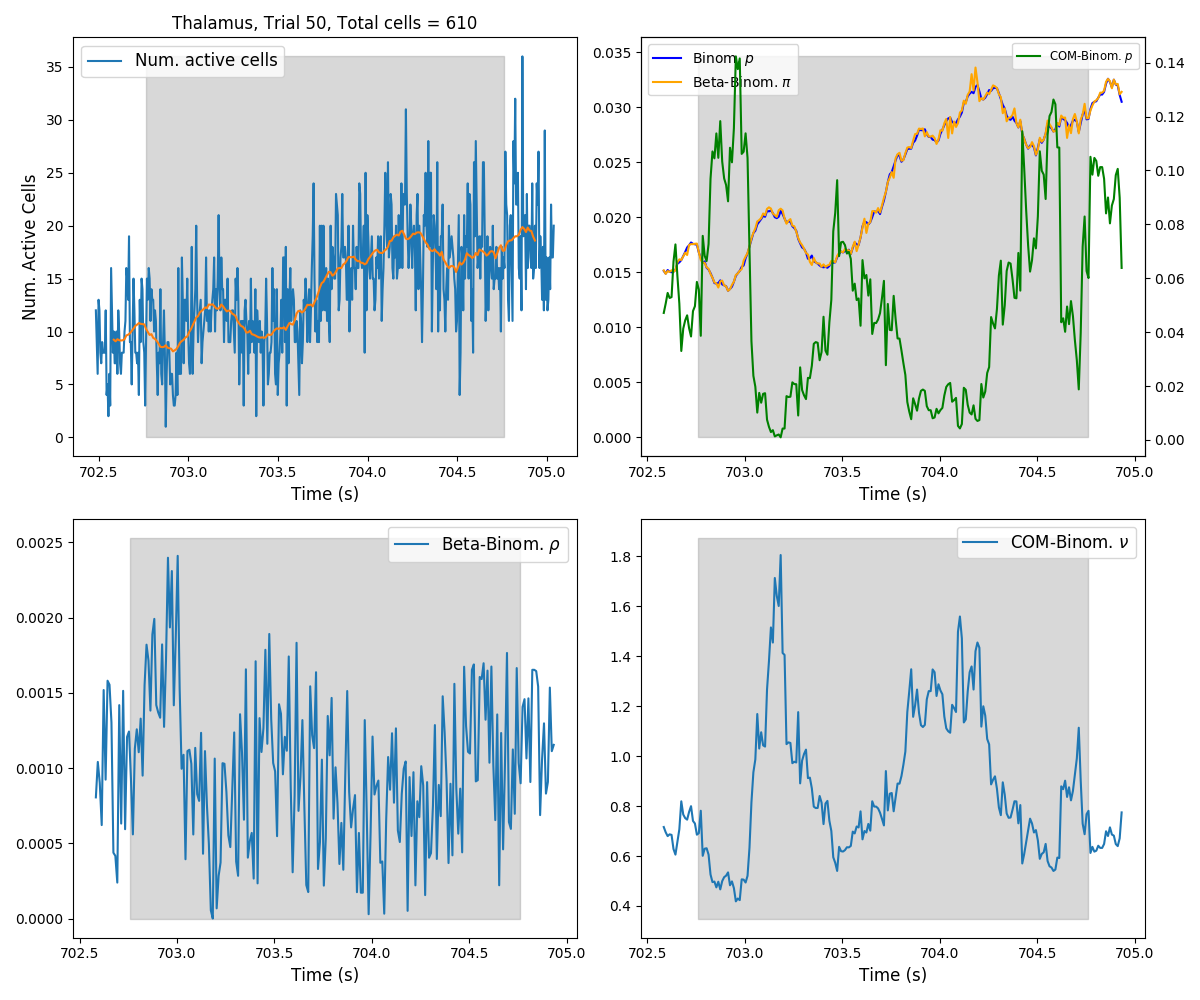 Thalamus, Trial 50, Total cells = 610
Num. active cells
Num. Active Cells
35
30
25
20
15
10
5
0
702.5 703.0 703.5 704.0 704.5 705.0
Time (s)
Binom. p
Beta-Binom. π
COM-Binom. p
0.035
0.030
0.025
0.020
0.015
0.010
0.005
0.000
0.14
0.12
0.10
0.08
0.06
0.04
0.02
0.00
702.5 703.0 703.5 704.0 704.5 705.0
Time (s)
Beta-Binom. ρ
0.0025
0.0020
0.0015
0.0010
0.0005
0.0000
702.5 703.0 703.5 704.0 704.5 705.0
Time (s)
COM-Binom. ν
1.8
1.6
1.4
1.2
1.0
0.8
0.6
0.4
702.5 703.0 703.5 704.0 704.5 705.0
Time (s)